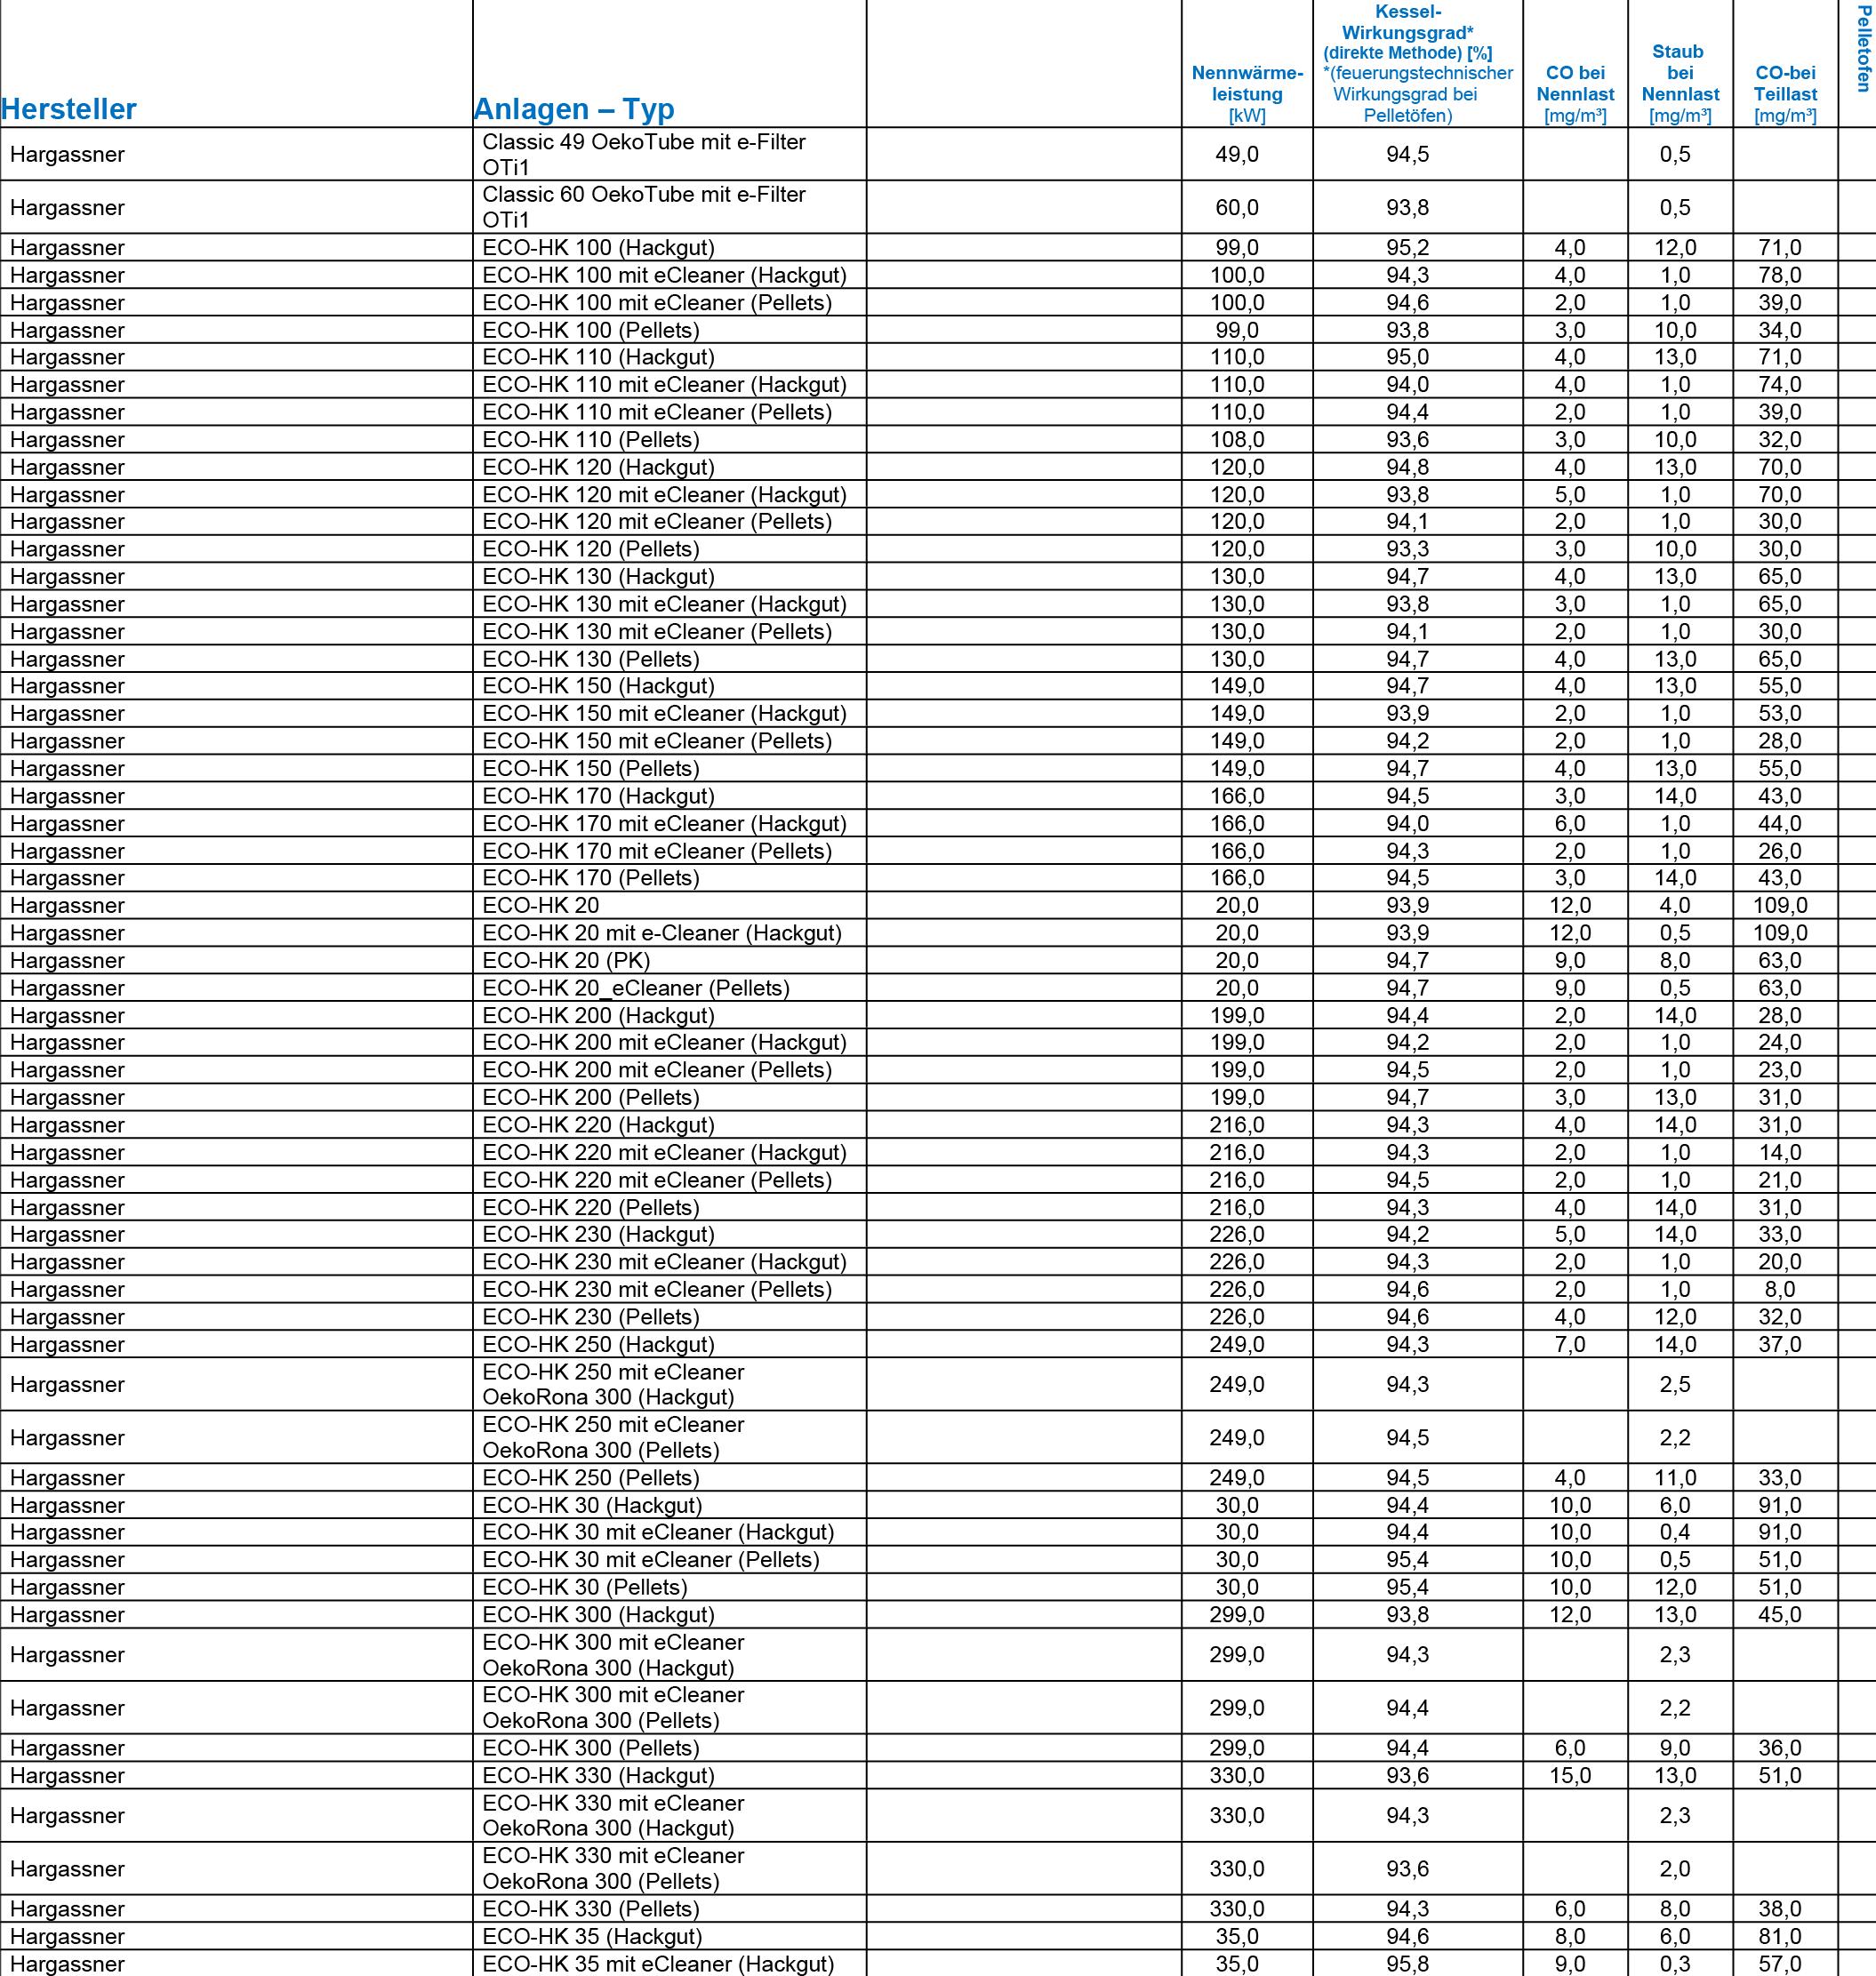 Hersteller
Anlagen – Typ
Nennwärme-
leistung
[kW]
Kessel-
Wirkungsgrad*
(direkte Methode) [%]
*(feuerungstechnischer
Wirkungsgrad bei
Pelletöfen)
CO bei
Nennlast
[mg/m³]
Staub
bei
Nennlast
[mg/m³]
CO-bei
Teillast
[mg/m³]
Pelletofen
Hargassner Classic 49 OekoTube mit e-Filter
OTi1 49,0 94,5 0,5
Hargassner Classic 60 OekoTube mit e-Filter
OTi1 60,0 93,8 0,5
Hargassner ECO-HK 100 (Hackgut) 99,0 95,2 4,0 12,0 71,0
Hargassner ECO-HK 100 mit eCleaner (Hackgut) 100,0 94,3 4,0 1,0 78,0
Hargassner ECO-HK 100 mit eCleaner (Pellets) 100,0 94,6 2,0 1,0 39,0
Hargassner ECO-HK 100 (Pellets) 99,0 93,8 3,0 10,0 34,0
Hargassner ECO-HK 110 (Hackgut) 110,0 95,0 4,0 13,0 71,0
Hargassner ECO-HK 110 mit eCleaner (Hackgut) 110,0 94,0 4,0 1,0 74,0
Hargassner ECO-HK 110 mit eCleaner (Pellets) 110,0 94,4 2,0 1,0 39,0
Hargassner ECO-HK 110 (Pellets) 108,0 93,6 3,0 10,0 32,0
Hargassner ECO-HK 120 (Hackgut) 120,0 94,8 4,0 13,0 70,0
Hargassner ECO-HK 120 mit eCleaner (Hackgut) 120,0 93,8 5,0 1,0 70,0
Hargassner ECO-HK 120 mit eCleaner (Pellets) 120,0 94,1 2,0 1,0 30,0
Hargassner ECO-HK 120 (Pellets) 120,0 93,3 3,0 10,0 30,0
Hargassner ECO-HK 130 (Hackgut) 130,0 94,7 4,0 13,0 65,0
Hargassner ECO-HK 130 mit eCleaner (Hackgut) 130,0 93,8 3,0 1,0 65,0
Hargassner ECO-HK 130 mit eCleaner (Pellets) 130,0 94,1 2,0 1,0 30,0
Hargassner ECO-HK 130 (Pellets) 130,0 94,7 4,0 13,0 65,0
Hargassner ECO-HK 150 (Hackgut) 149,0 94,7 4,0 13,0 55,0
Hargassner ECO-HK 150 mit eCleaner (Hackgut) 149,0 93,9 2,0 1,0 53,0
Hargassner ECO-HK 150 mit eCleaner (Pellets) 149,0 94,2 2,0 1,0 28,0
Hargassner ECO-HK 150 (Pellets) 149,0 94,7 4,0 13,0 55,0
Hargassner ECO-HK 170 (Hackgut) 166,0 94,5 3,0 14,0 43,0
Hargassner ECO-HK 170 mit eCleaner (Hackgut) 166,0 94,0 6,0 1,0 44,0
Hargassner ECO-HK 170 mit eCleaner (Pellets) 166,0 94,3 2,0 1,0 26,0
Hargassner ECO-HK 170 (Pellets) 166,0 94,5 3,0 14,0 43,0
Hargassner ECO-HK 20 20,0 93,9 12,0 4,0 109,0
Hargassner ECO-HK 20 mit e-Cleaner (Hackgut) 20,0 93,9 12,0 0,5 109,0
Hargassner ECO-HK 20 (PK) 20,0 94,7 9,0 8,0 63,0
Hargassner ECO-HK 20_eCleaner (Pellets) 20,0 94,7 9,0 0,5 63,0
Hargassner ECO-HK 200 (Hackgut) 199,0 94,4 2,0 14,0 28,0
Hargassner ECO-HK 200 mit eCleaner (Hackgut) 199,0 94,2 2,0 1,0 24,0
Hargassner ECO-HK 200 mit eCleaner (Pellets) 199,0 94,5 2,0 1,0 23,0
Hargassner ECO-HK 200 (Pellets) 199,0 94,7 3,0 13,0 31,0
Hargassner ECO-HK 220 (Hackgut) 216,0 94,3 4,0 14,0 31,0
Hargassner ECO-HK 220 mit eCleaner (Hackgut) 216,0 94,3 2,0 1,0 14,0
Hargassner ECO-HK 220 mit eCleaner (Pellets) 216,0 94,5 2,0 1,0 21,0
Hargassner ECO-HK 220 (Pellets) 216,0 94,3 4,0 14,0 31,0
Hargassner ECO-HK 230 (Hackgut) 226,0 94,2 5,0 14,0 33,0
Hargassner ECO-HK 230 mit eCleaner (Hackgut) 226,0 94,3 2,0 1,0 20,0
Hargassner ECO-HK 230 mit eCleaner (Pellets) 226,0 94,6 2,0 1,0 8,0
Hargassner ECO-HK 230 (Pellets) 226,0 94,6 4,0 12,0 32,0
Hargassner ECO-HK 250 (Hackgut) 249,0 94,3 7,0 14,0 37,0
Hargassner ECO-HK 250 mit eCleaner
OekoRona 300 (Hackgut) 249,0 94,3 2,5
Hargassner ECO-HK 250 mit eCleaner
OekoRona 300 (Pellets) 249,0 94,5 2,2
Hargassner ECO-HK 250 (Pellets) 249,0 94,5 4,0 11,0 33,0
Hargassner ECO-HK 30 (Hackgut) 30,0 94,4 10,0 6,0 91,0
Hargassner ECO-HK 30 mit eCleaner (Hackgut) 30,0 94,4 10,0 0,4 91,0
Hargassner ECO-HK 30 mit eCleaner (Pellets) 30,0 95,4 10,0 0,5 51,0
Hargassner ECO-HK 30 (Pellets) 30,0 95,4 10,0 12,0 51,0
Hargassner ECO-HK 300 (Hackgut) 299,0 93,8 12,0 13,0 45,0
Hargassner ECO-HK 300 mit eCleaner
OekoRona 300 (Hackgut) 299,0 94,3 2,3
Hargassner ECO-HK 300 mit eCleaner
OekoRona 300 (Pellets) 299,0 94,4 2,2
Hargassner ECO-HK 300 (Pellets) 299,0 94,4 6,0 9,0 36,0
Hargassner ECO-HK 330 (Hackgut) 330,0 93,6 15,0 13,0 51,0
Hargassner ECO-HK 330 mit eCleaner
OekoRona 300 (Hackgut) 330,0 94,3 2,3
Hargassner ECO-HK 330 mit eCleaner
OekoRona 300 (Pellets) 330,0 93,6 2,0
Hargassner ECO-HK 330 (Pellets) 330,0 94,3 6,0 8,0 38,0
Hargassner ECO-HK 35 (Hackgut) 35,0 94,6 8,0 6,0 81,0
Hargassner ECO-HK 35 mit eCleaner (Hackgut) 35,0 95,8 9,0 0,3 57,0